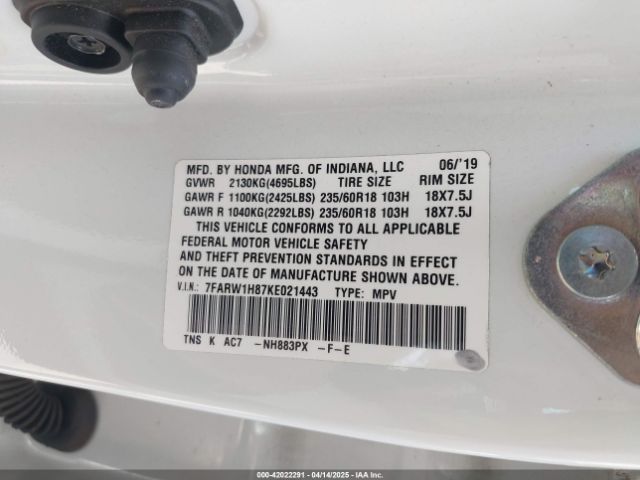 MFD. BY HONDA MFG. OF INDIANA, LLC 06/'19
GVWR 2130KG(4695LBS) TIRE SIZE RIM SIZE
GAWR F 1100KG(2425LBS) 235/60R18 103H 18X7.5J
GAWR R 1040KG(2292LBS) 235/60R18 103H 18X7.5J
THIS VEHICLE CONFORMS TO ALL APPLICABLE
FEDERAL MOTOR VEHICLE SAFETY
AND THEFT PREVENTION STANDARDS IN EFFECT
ON THE DATE OF MANUFACTURE SHOWN ABOVE.
V.I.N.: 7FARW1H87KE021443 TYPE: MPV
TNS K AC7 -NH883PX -F-E
000-42022291 - 04/14/2025 - IAAI.COM